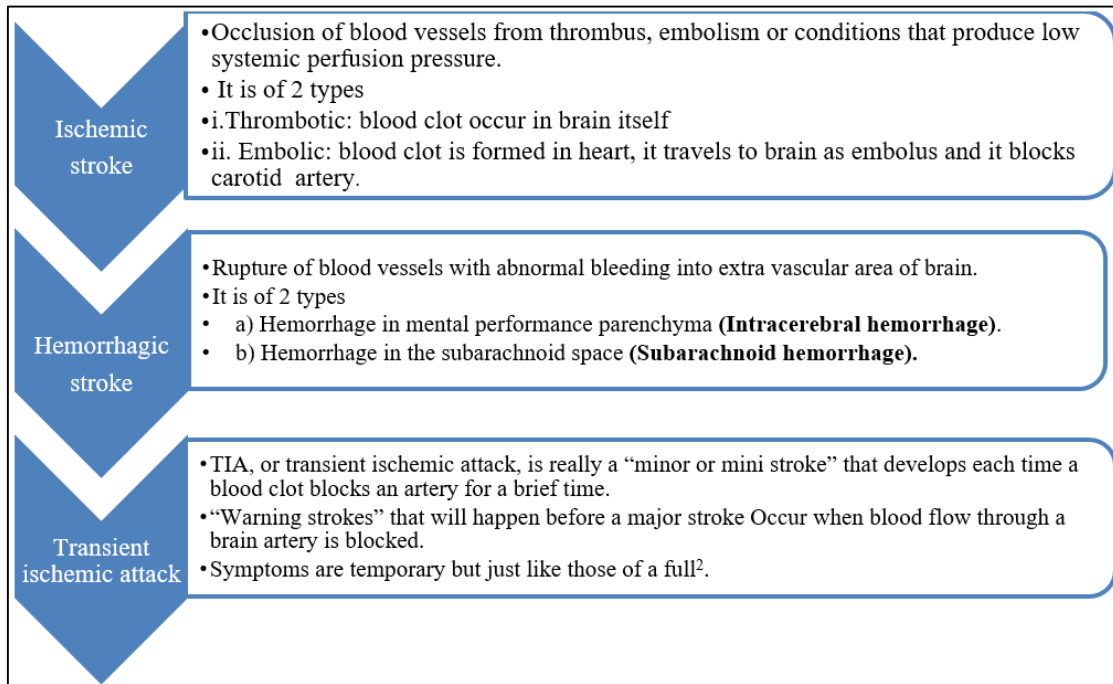 Ischemic
stroke
•Occlusion of blood vessels from thrombus, embolism or conditions that produce low
systemic perfusion pressure.
• It is of 2 types
•i.Thrombotic: blood clot occur in brain itself
•ii. Embolic: blood clot is formed in heart, it travels to brain as embolus and it blocks
carotid artery.
Hemorrhagic
stroke
•Rupture of blood vessels with abnormal bleeding into extra vascular area of brain.
•It is of 2 types
• a) Hemorrhage in mental performance parenchyma (Intracerebral hemorrhage).
• b) Hemorrhage in the subarachnoid space (Subarachnoid hemorrhage).
Transient
ischemic attack
•TIA, or transient ischemic attack, is really a “minor or mini stroke” that develops each time a
blood clot blocks an artery for a brief time.
•“Warning strokes” that will happen before a major stroke Occur when blood flow through a
brain artery is blocked.
•Symptoms are temporary but just like those of a full².